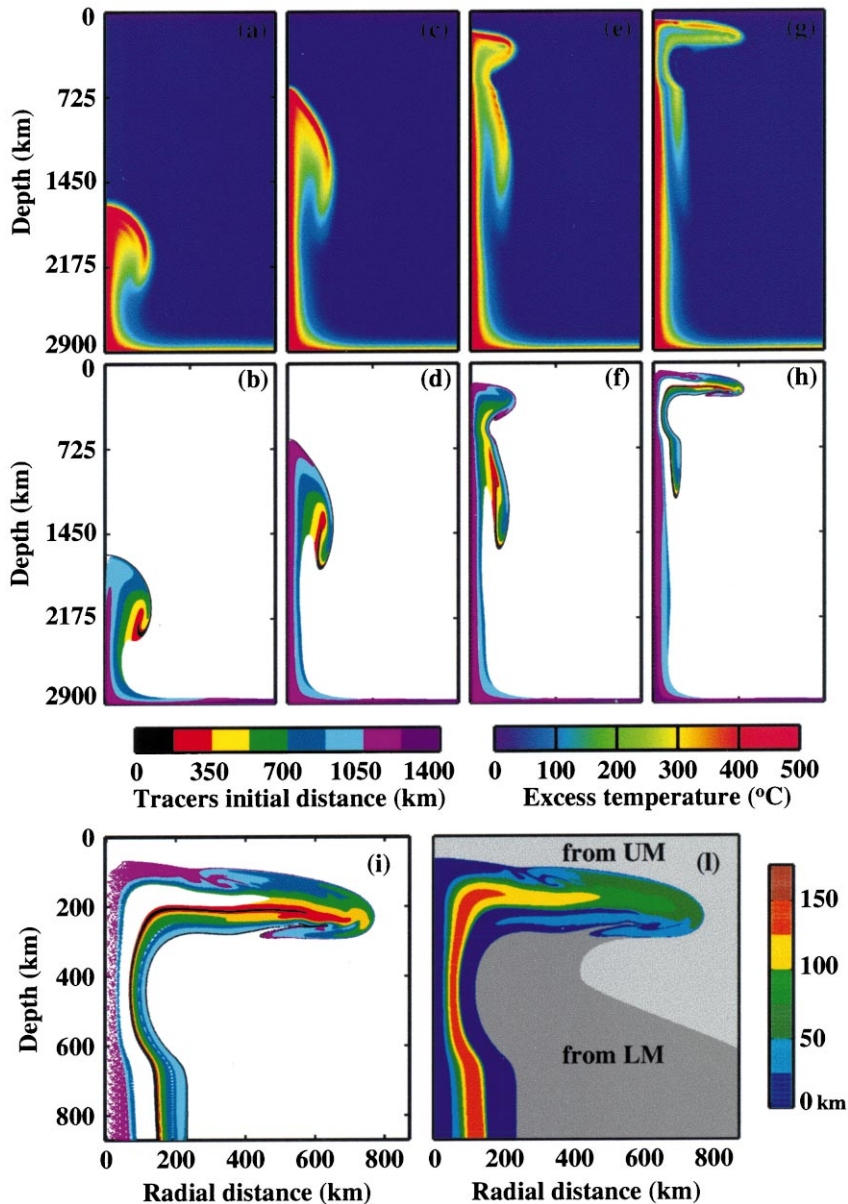 0
(a)
(c)
(e)
(g)
725
1450
2175
2900
Depth (km)
0
(b)
(d)
(f)
(h)
725
1450
2175
2900
Depth (km)
0 350 700 1050 1400
Tracers initial distance (km)
0 100 200 300 400 500
Excess temperature (°C)
0
200
400
600
800
Depth (km)
(i)
0 200 400 600 800
Radial distance (km)
from UM
(l)
from LM
0 200 400 600 800
Radial distance (km)
150
100
50
0 km